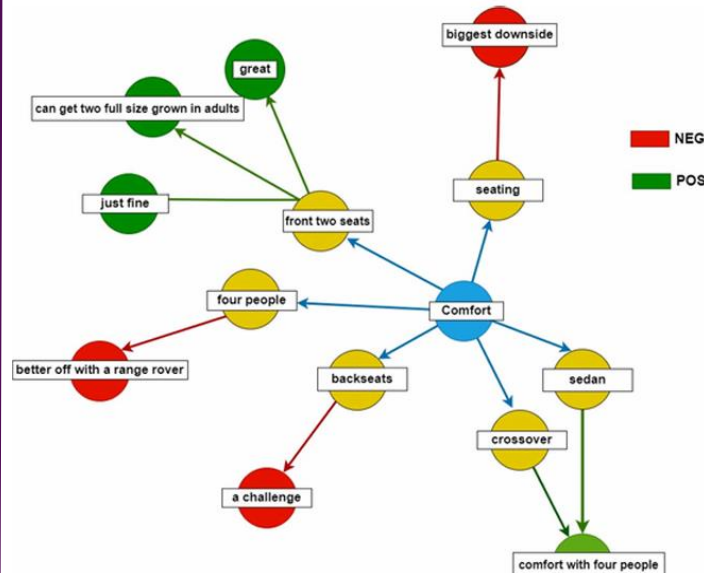 biggest downside
great
can get two full size grown in adults
NEG
POS
seating
just fine
front two seats
four people
Comfort
better off with a range rover
backseats
sedan
crossover
a challenge
comfort with four people